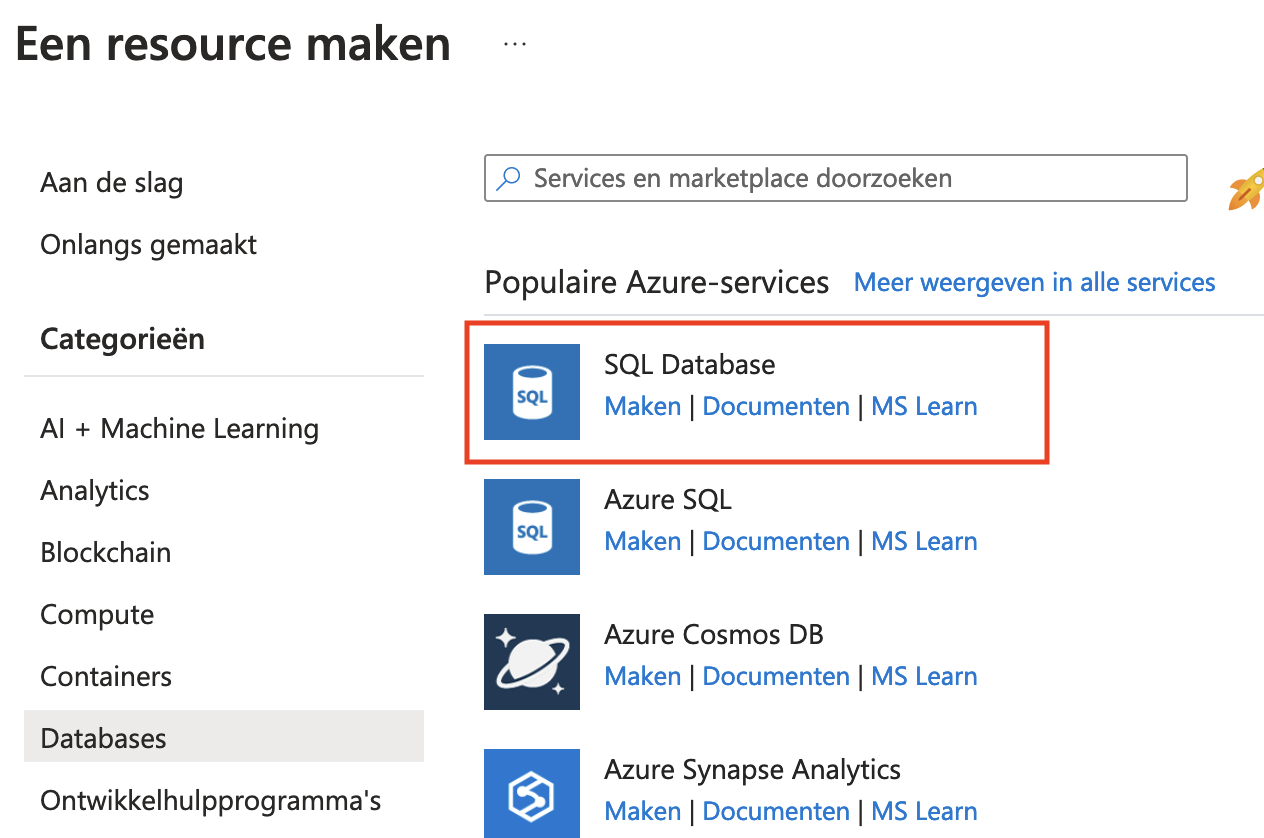 Een resource maken ...
Aan de slag
Onlangs gemaakt
Categorieën
AI + Machine Learning
Analytics
Blockchain
Compute
Containers
Databases
Ontwikkelhulpprogramma's
Services en marketplace doorzoeken
Populaire Azure-services Meer weergeven in alle services
SQL
SQL Database
Maken | Documenten | MS Learn
SQL
Azure SQL
Maken | Documenten | MS Learn
Azure Cosmos DB
Maken | Documenten | MS Learn
Azure Synapse Analytics
Maken | Documenten | MS Learn